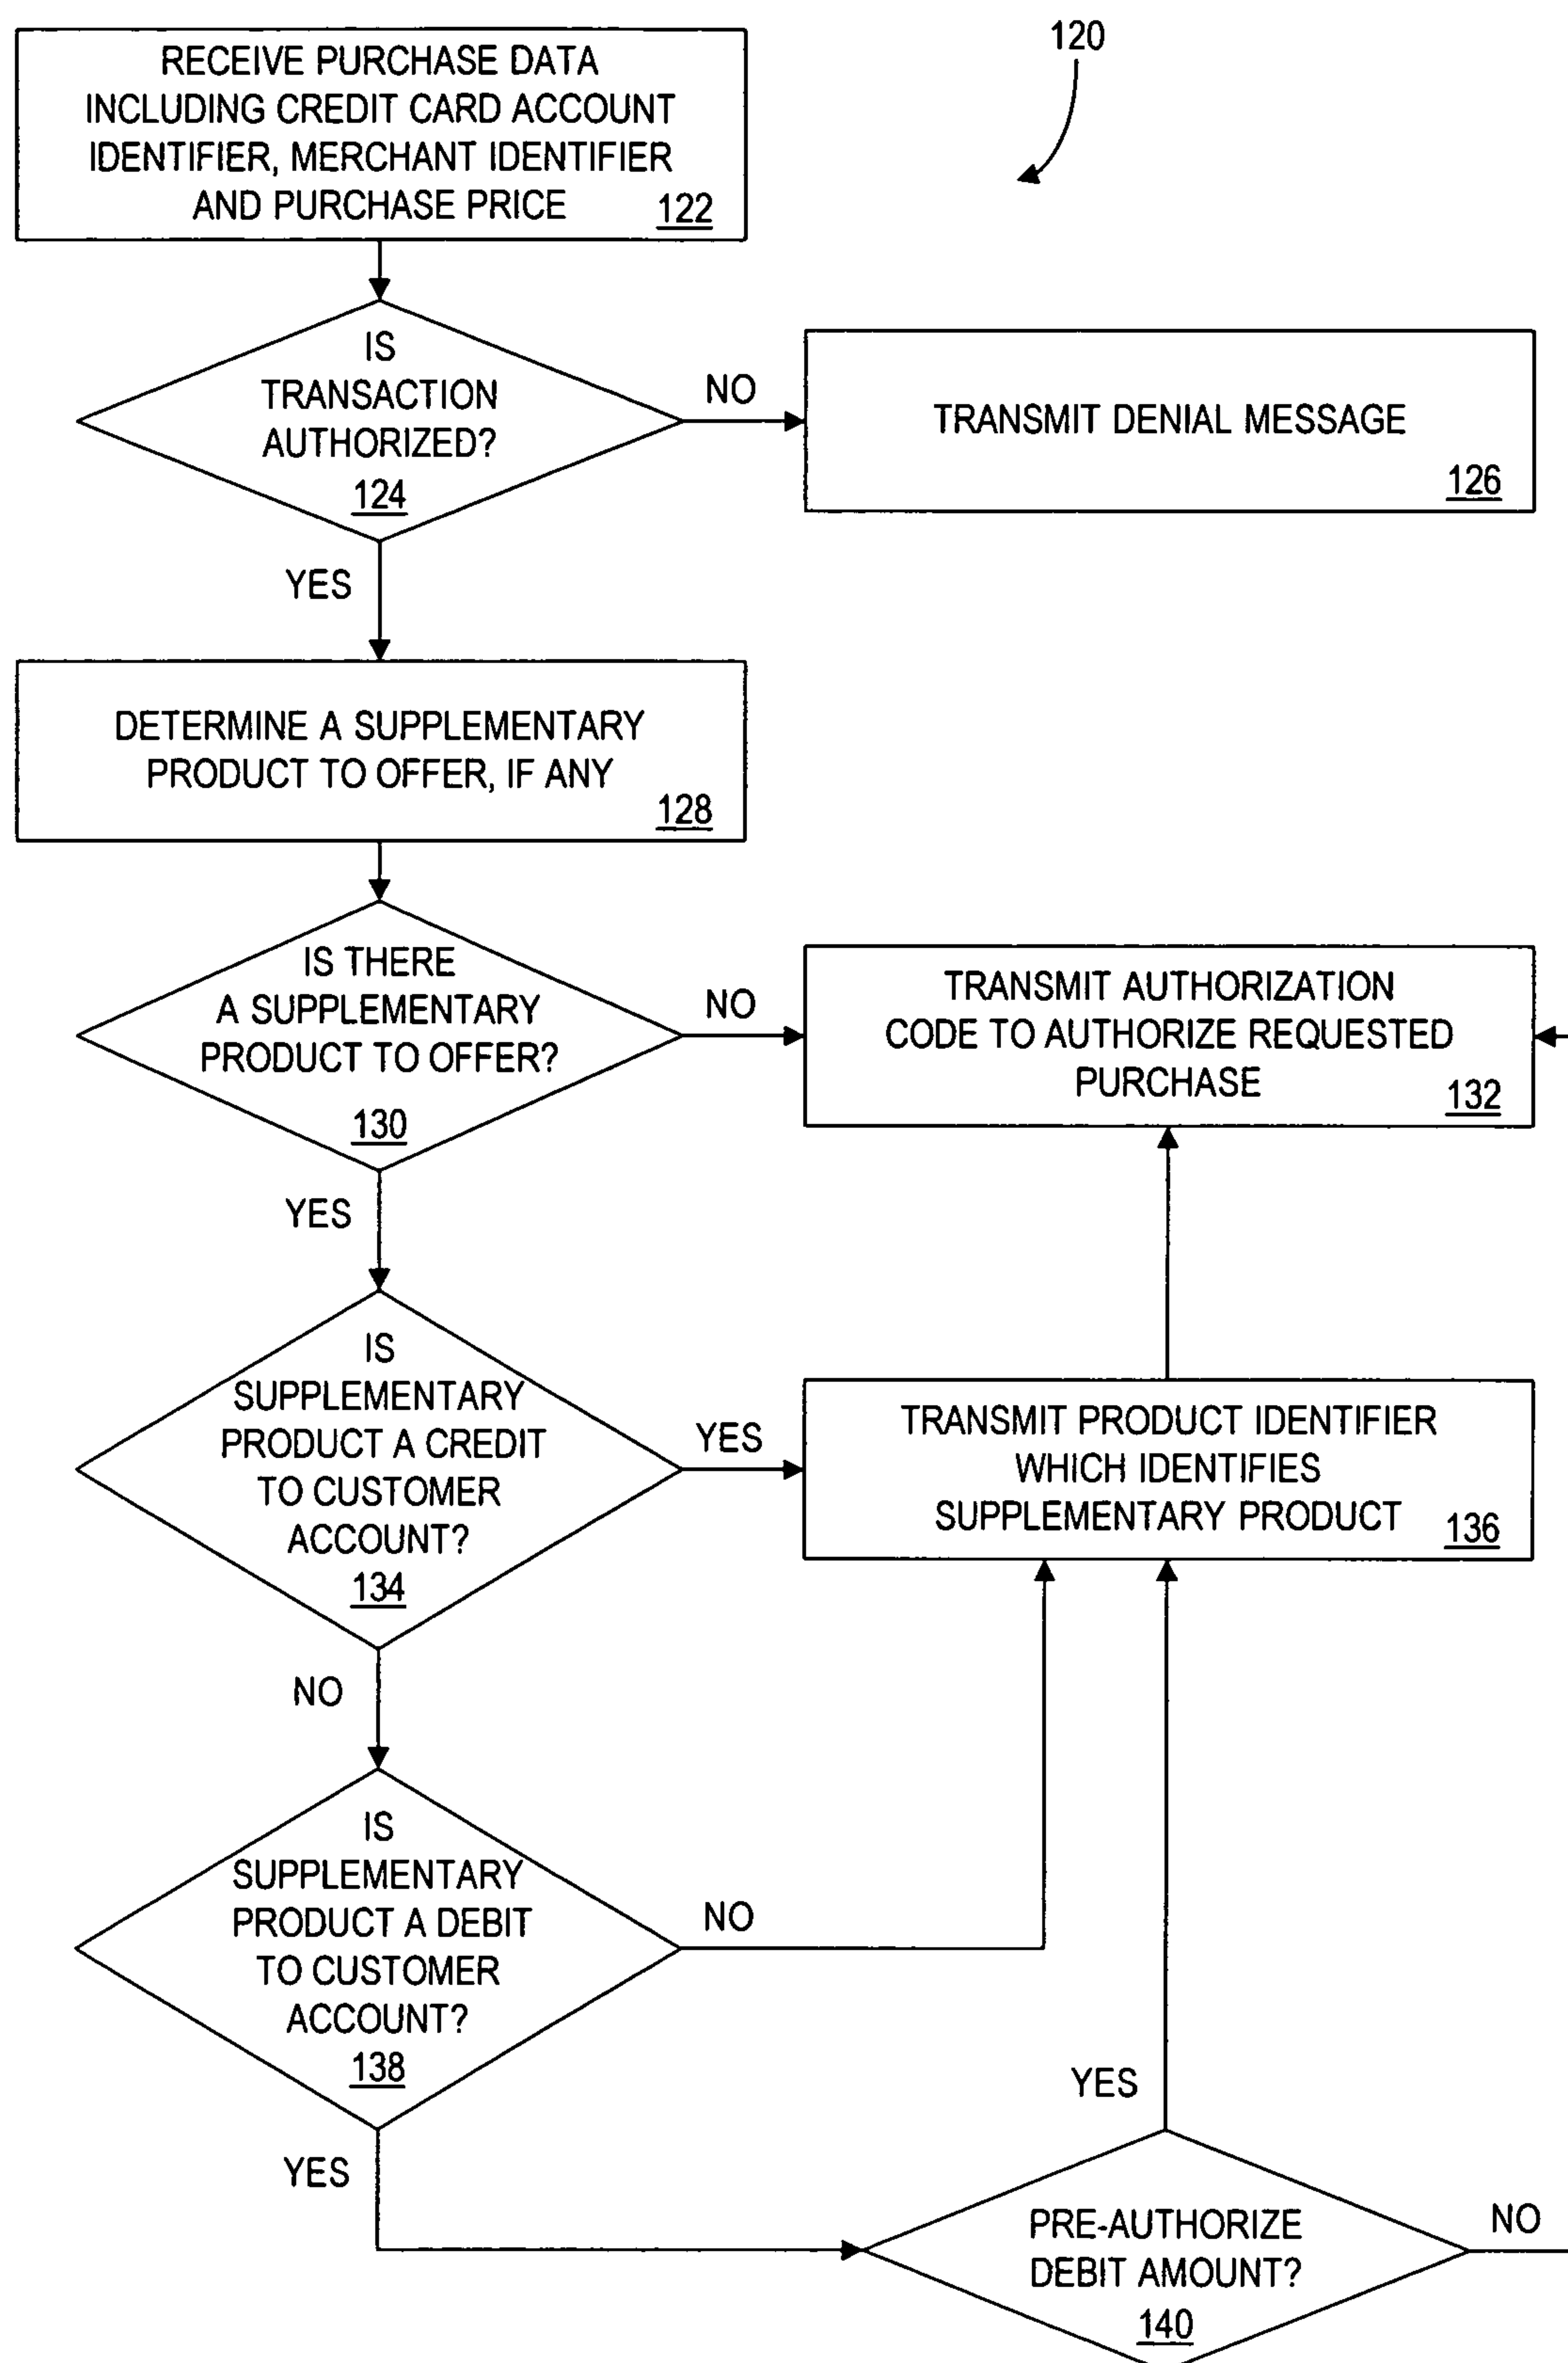 120
RECEIVE PURCHASE DATA
INCLUDING CREDIT CARD ACCOUNT
IDENTIFIER, MERCHANT IDENTIFIER
AND PURCHASE PRICE
122
IS
TRANSACTION
AUTHORIZED?
124
NO
TRANSMIT DENIAL MESSAGE
126
YES
DETERMINE A SUPPLEMENTARY
PRODUCT TO OFFER, IF ANY
128
IS THERE
A SUPPLEMENTARY
PRODUCT TO OFFER?
130
NO
TRANSMIT AUTHORIZATION
CODE TO AUTHORIZE REQUESTED
PURCHASE
132
YES
IS
SUPPLEMENTARY
PRODUCT A CREDIT
TO CUSTOMER
ACCOUNT?
134
YES
TRANSMIT PRODUCT IDENTIFIER
WHICH IDENTIFIES
SUPPLEMENTARY PRODUCT
136
NO
IS
SUPPLEMENTARY
PRODUCT A DEBIT
TO CUSTOMER
ACCOUNT?
138
NO
YES
YES
PRE-AUTHORIZE
DEBIT AMOUNT?
140
NO